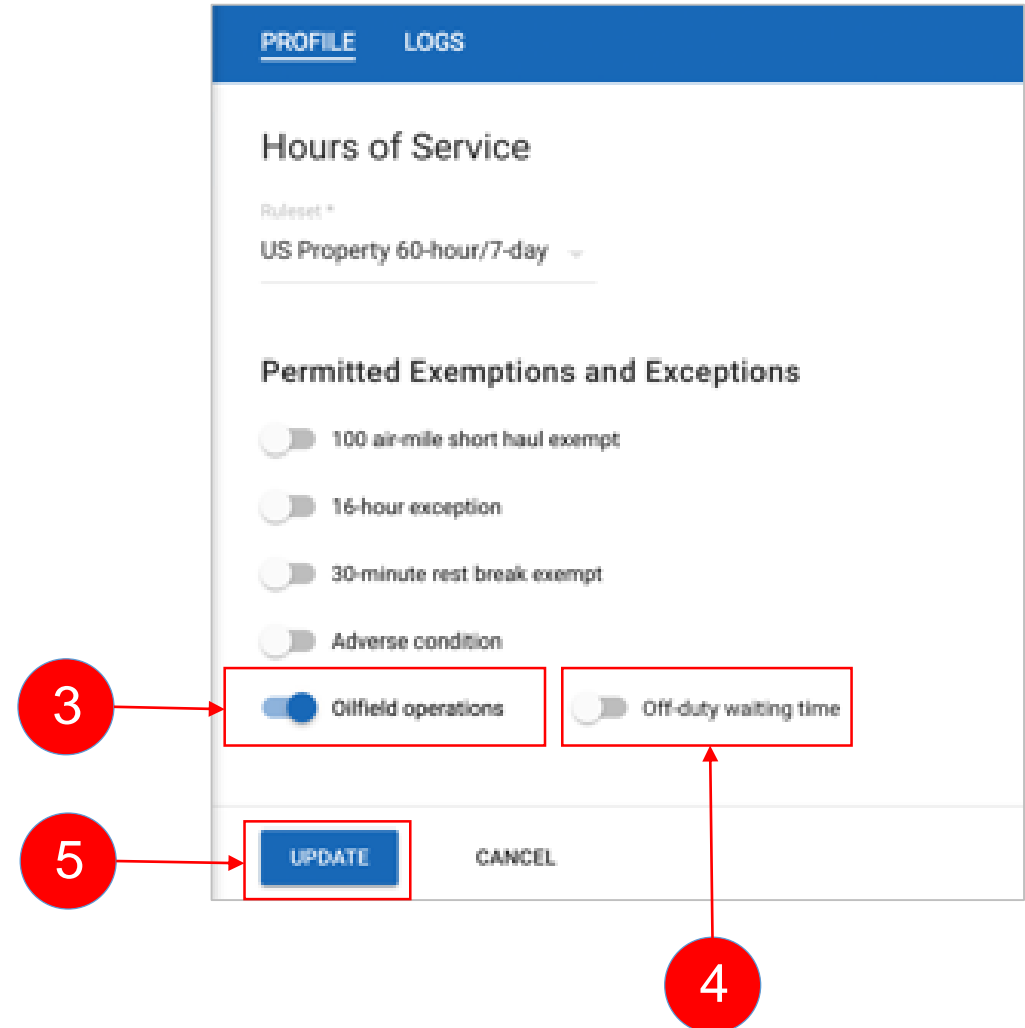 PROFILE LOGS
Hours of Service
Ruleset *
US Property 60-hour/7-day
Permitted Exemptions and Exceptions
100 air-mile short haul exempt
16-hour exception
30-minute rest break exempt
Adverse condition
3 Oilfield operations Off-duty waiting time
5 UPDATE CANCEL
4